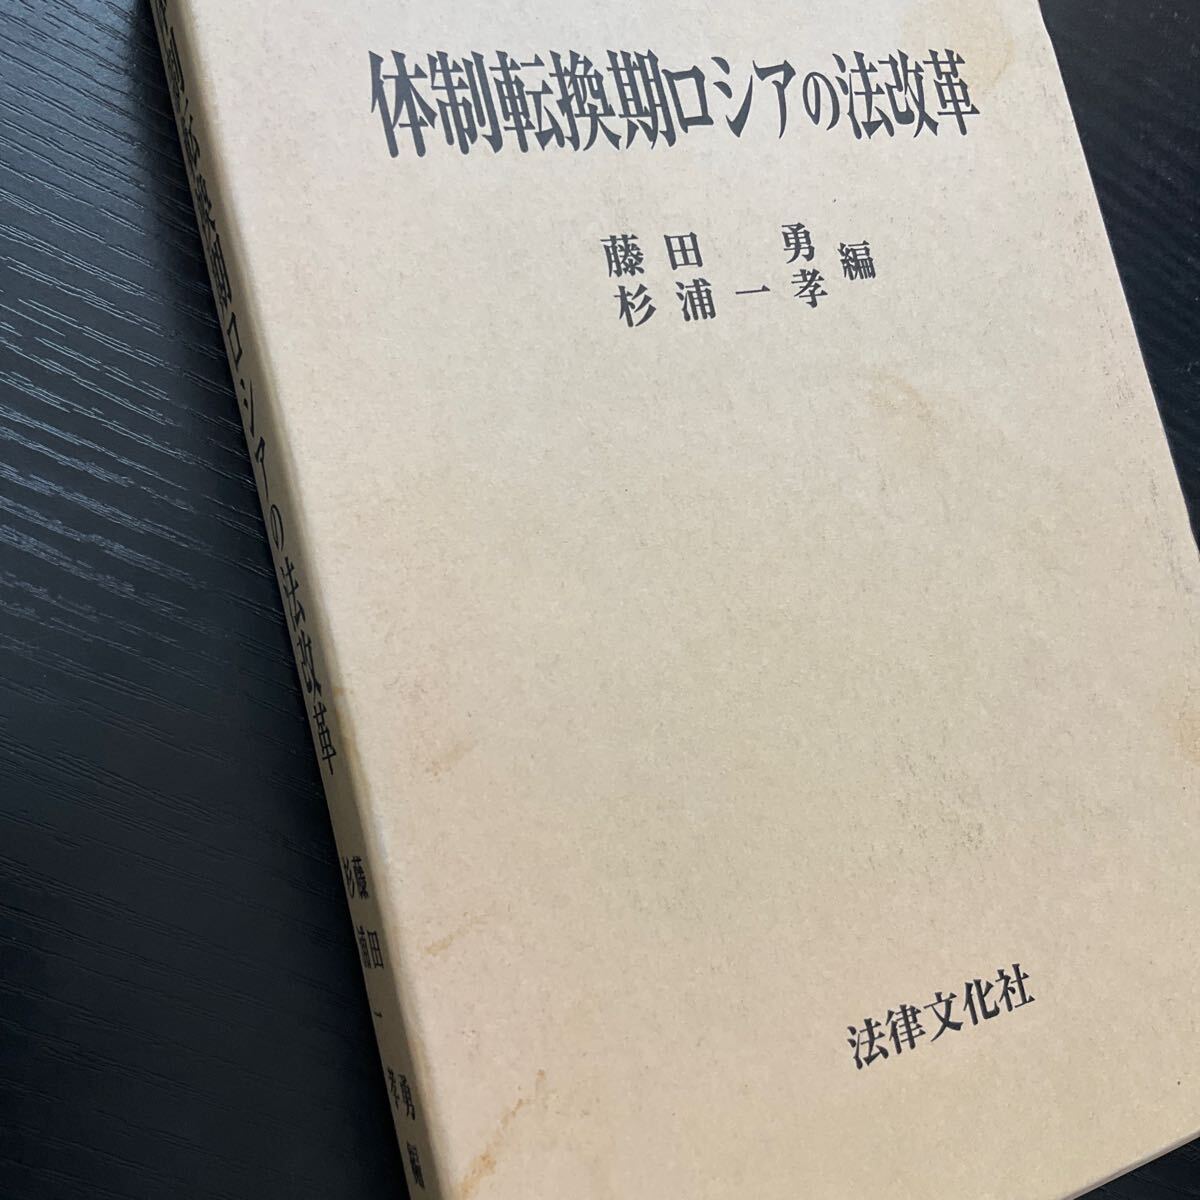 体制転換期ロシアの法改革
藤田 勇
杉浦一孝 編
法律文化社
体制転換期ロシアの法改革
藤田 勇
杉浦一孝 編